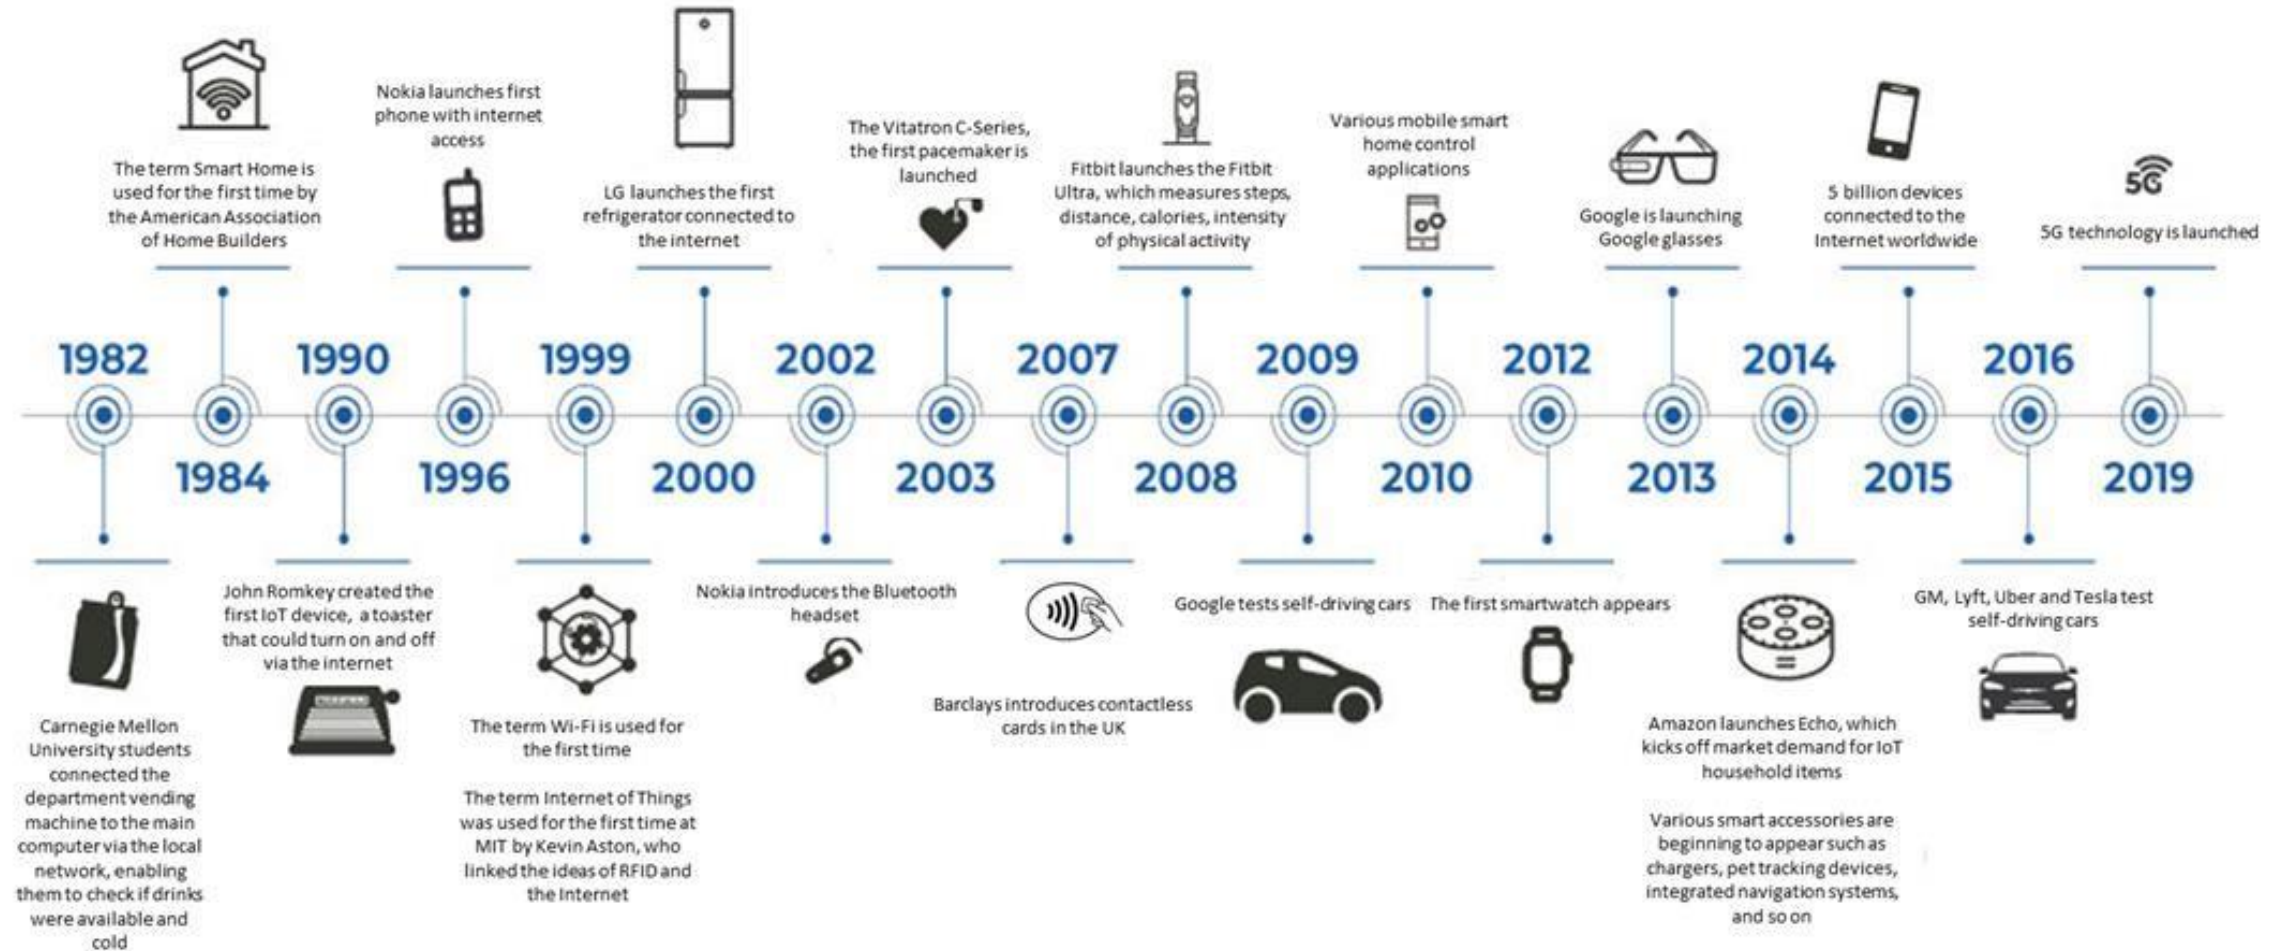 1982
Carnegie Mellon
University students
connected the
department vending
machine to the main
computer via the local
network, enabling
them to check if drinks
were available and
cold
The term Smart Home is
used for the first time by
the American Association
of Home Builders
1984
1990
John Romkey created the
first IoT device, a toaster
that could turn on and off
via the internet
Nokia launches first
phone with internet
access
1996
1999
The term Wi-Fi is used for
the first time
The term Internet of Things
was used for the first time at
MIT by Kevin Aston, who
linked the ideas of RFID and
the Internet
LG launches the first
refrigerator connected to
the internet
2000
2002
Nokia introduces the Bluetooth
headset
The Vitatron C-Series,
the first pacemaker is
launched
2003
2007
Barclays introduces contactless
cards in the UK
Fitbit launches the Fitbit
Ultra, which measures steps,
distance, calories, intensity
of physical activity
2008
2009
Google tests self-driving cars
Various mobile smart
home control
applications
2010
2012
The first smartwatch appears
Google is launching
Google glasses
2013
2014
Amazon launches Echo, which
kicks off market demand for IoT
household items
Various smart accessories are
beginning to appear such as
chargers, pet tracking devices,
integrated navigation systems,
and so on
5 billion devices
connected to the
Internet worldwide
2015
2016
GM, Lyft, Uber and Tesla test
self-driving cars
5G
5G technology is launched
2019